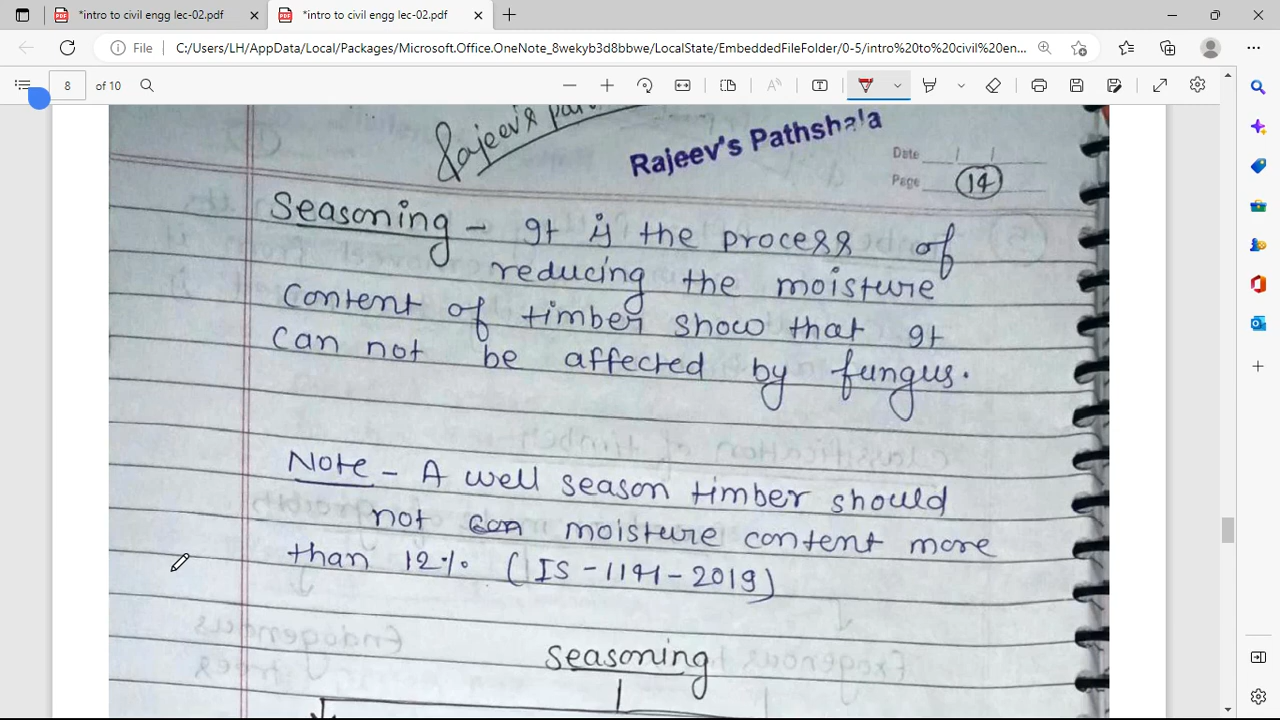 *intro to civil engg lec-02.pdf
*intro to civil engg lec-02.pdf
File
C:/Users/LH/AppData/Local/Packages/Microsoft.Office.OneNote_8wekyb3d8bbwe/LocalState/EmbeddedFileFolder/0-5/intro%20to%20civil%20en...
8 of 10
Rajeev's
Rajeev's Pathshala
Date
Page 14
Seasoning - It is the process of
reducing the moisture
content of timber show that It
can not be affected by fungus.
Note - A well season timber should
not can moisture content more
than 12% (IS - 1141 - 2019)
Seasoning